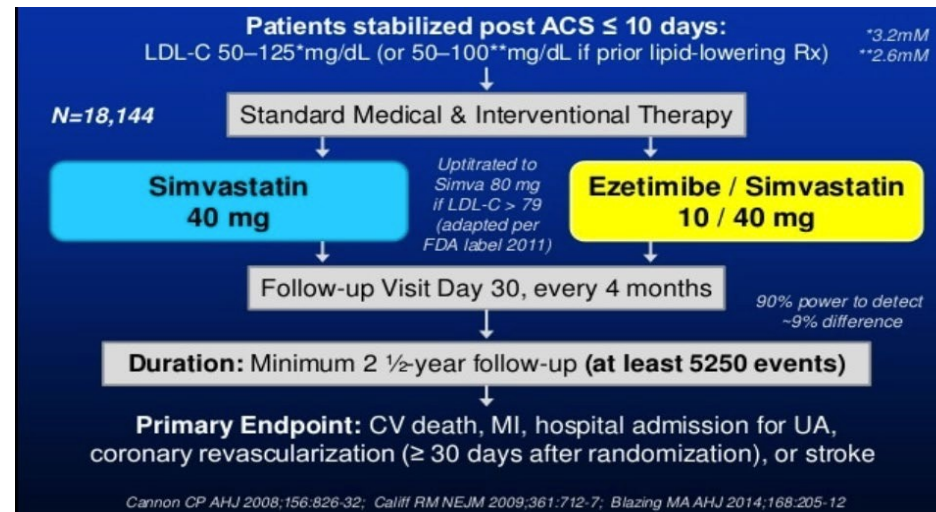 Patients stabilized post ACS ≤ 10 days:
LDL-C 50–125*mg/dL (or 50–100**mg/dL if prior lipid-lowering Rx)
*3.2mM
**2.6mM
N=18,144
Standard Medical & Interventional Therapy
Simvastatin
40 mg
Uptitrated to
Simva 80 mg
if LDL-C > 79
(adapted per
FDA label 2011)
Ezetimibe / Simvastatin
10 / 40 mg
Follow-up Visit Day 30, every 4 months
90% power to detect
~9% difference
Duration: Minimum 2 ½-year follow-up (at least 5250 events)
Primary Endpoint: CV death, MI, hospital admission for UA,
coronary revascularization (≥ 30 days after randomization), or stroke
Cannon CP AHJ 2008;156:826-32; Califf RM NEJM 2009;361:712-7; Blazing MA AHJ 2014;168:205-12